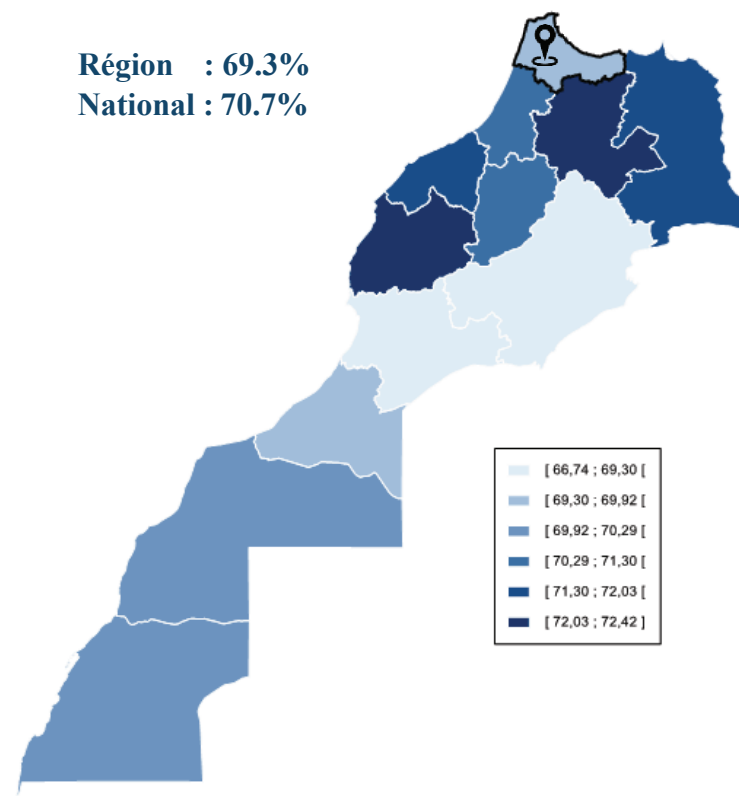 Région : 69.3%
National : 70.7%
[ 66,74 ; 69,30 [
[ 69,30 ; 69,92 [
[ 69,92 ; 70,29 [
[ 70,29 ; 71,30 [
[ 71,30 ; 72,03 [
[ 72,03 ; 72,42 ]